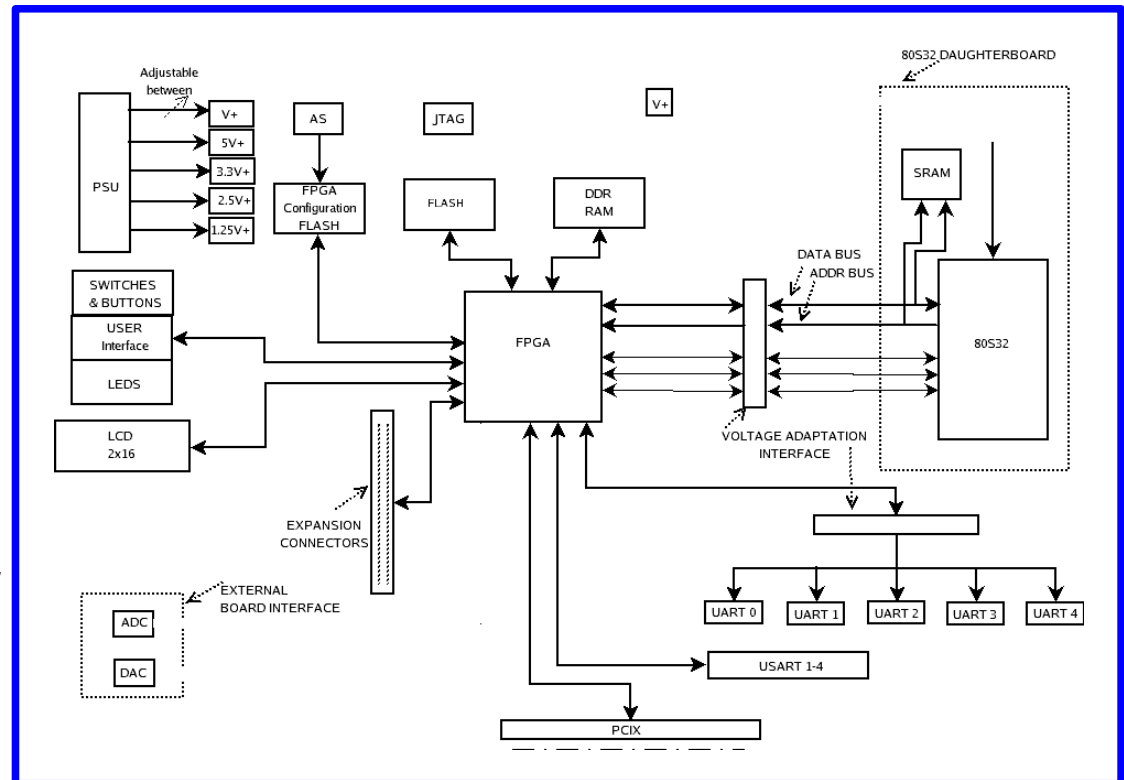 80S32 DAUGHTERBOARD
Adjustable
between
V+
AS
JTAG
V+
5V+
3.3V+
PSU
2.5V+
1.25V+
FPGA
Configuration
FLASH
FLASH
DDR
RAM
SRAM
DATA BUS
ADDR BUS
SWITCHES
& BUTTONS
USER
Interface
LEDS
FPGA
80S32
LCD
2x16
VOLTAGE ADAPTATION
INTERFACE
EXPANSION
CONNECTORS
EXTERNAL
BOARD INTERFACE
ADC
DAC
UART 0
UART 1
UART 2
UART 3
UART 4
USART 1-4
PCIX